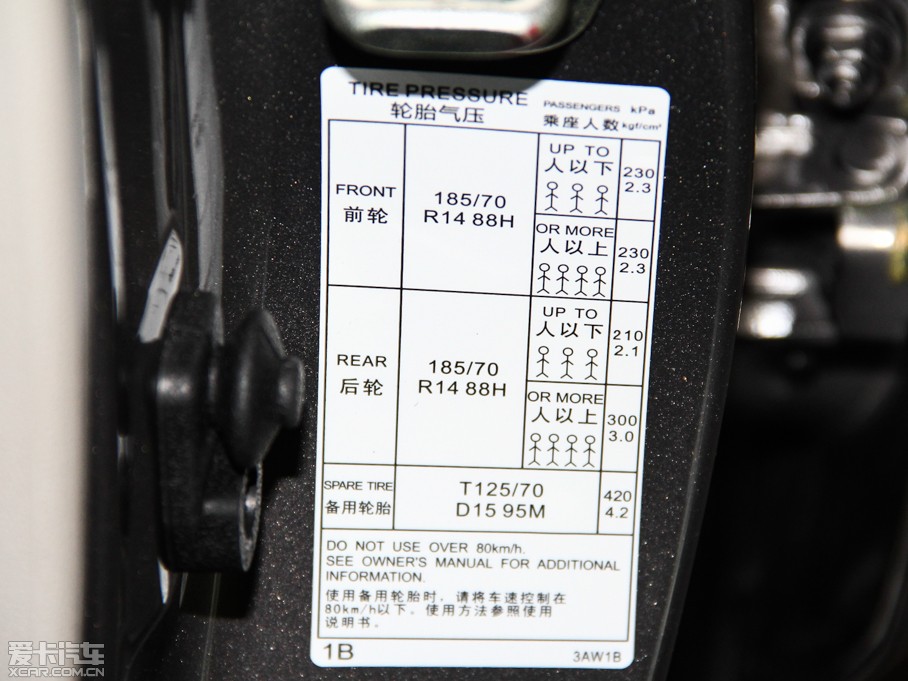 TIRE PRESSURE
轮胎气压
PASSENGERS kPa
乘座人数 kgf/cm²
FRONT
前轮
185/70
R14 88H
UP TO
人以下
230
2.3
OR MORE
人以上
230
2.3
REAR
后轮
185/70
R14 88H
UP TO
人以下
210
2.1
OR MORE
人以上
300
3.0
SPARE TIRE
备用轮胎
T125/70
D15 95M
420
4.2
DO NOT USE OVER 80km/h.
SEE OWNER'S MANUAL FOR ADDITIONAL
INFORMATION.
使用备用轮胎时，请将车速控制在
80km/h以下。使用方法参照使用
说明书。
1B
3AW1B
爱卡汽车
XCAR.COM.CN